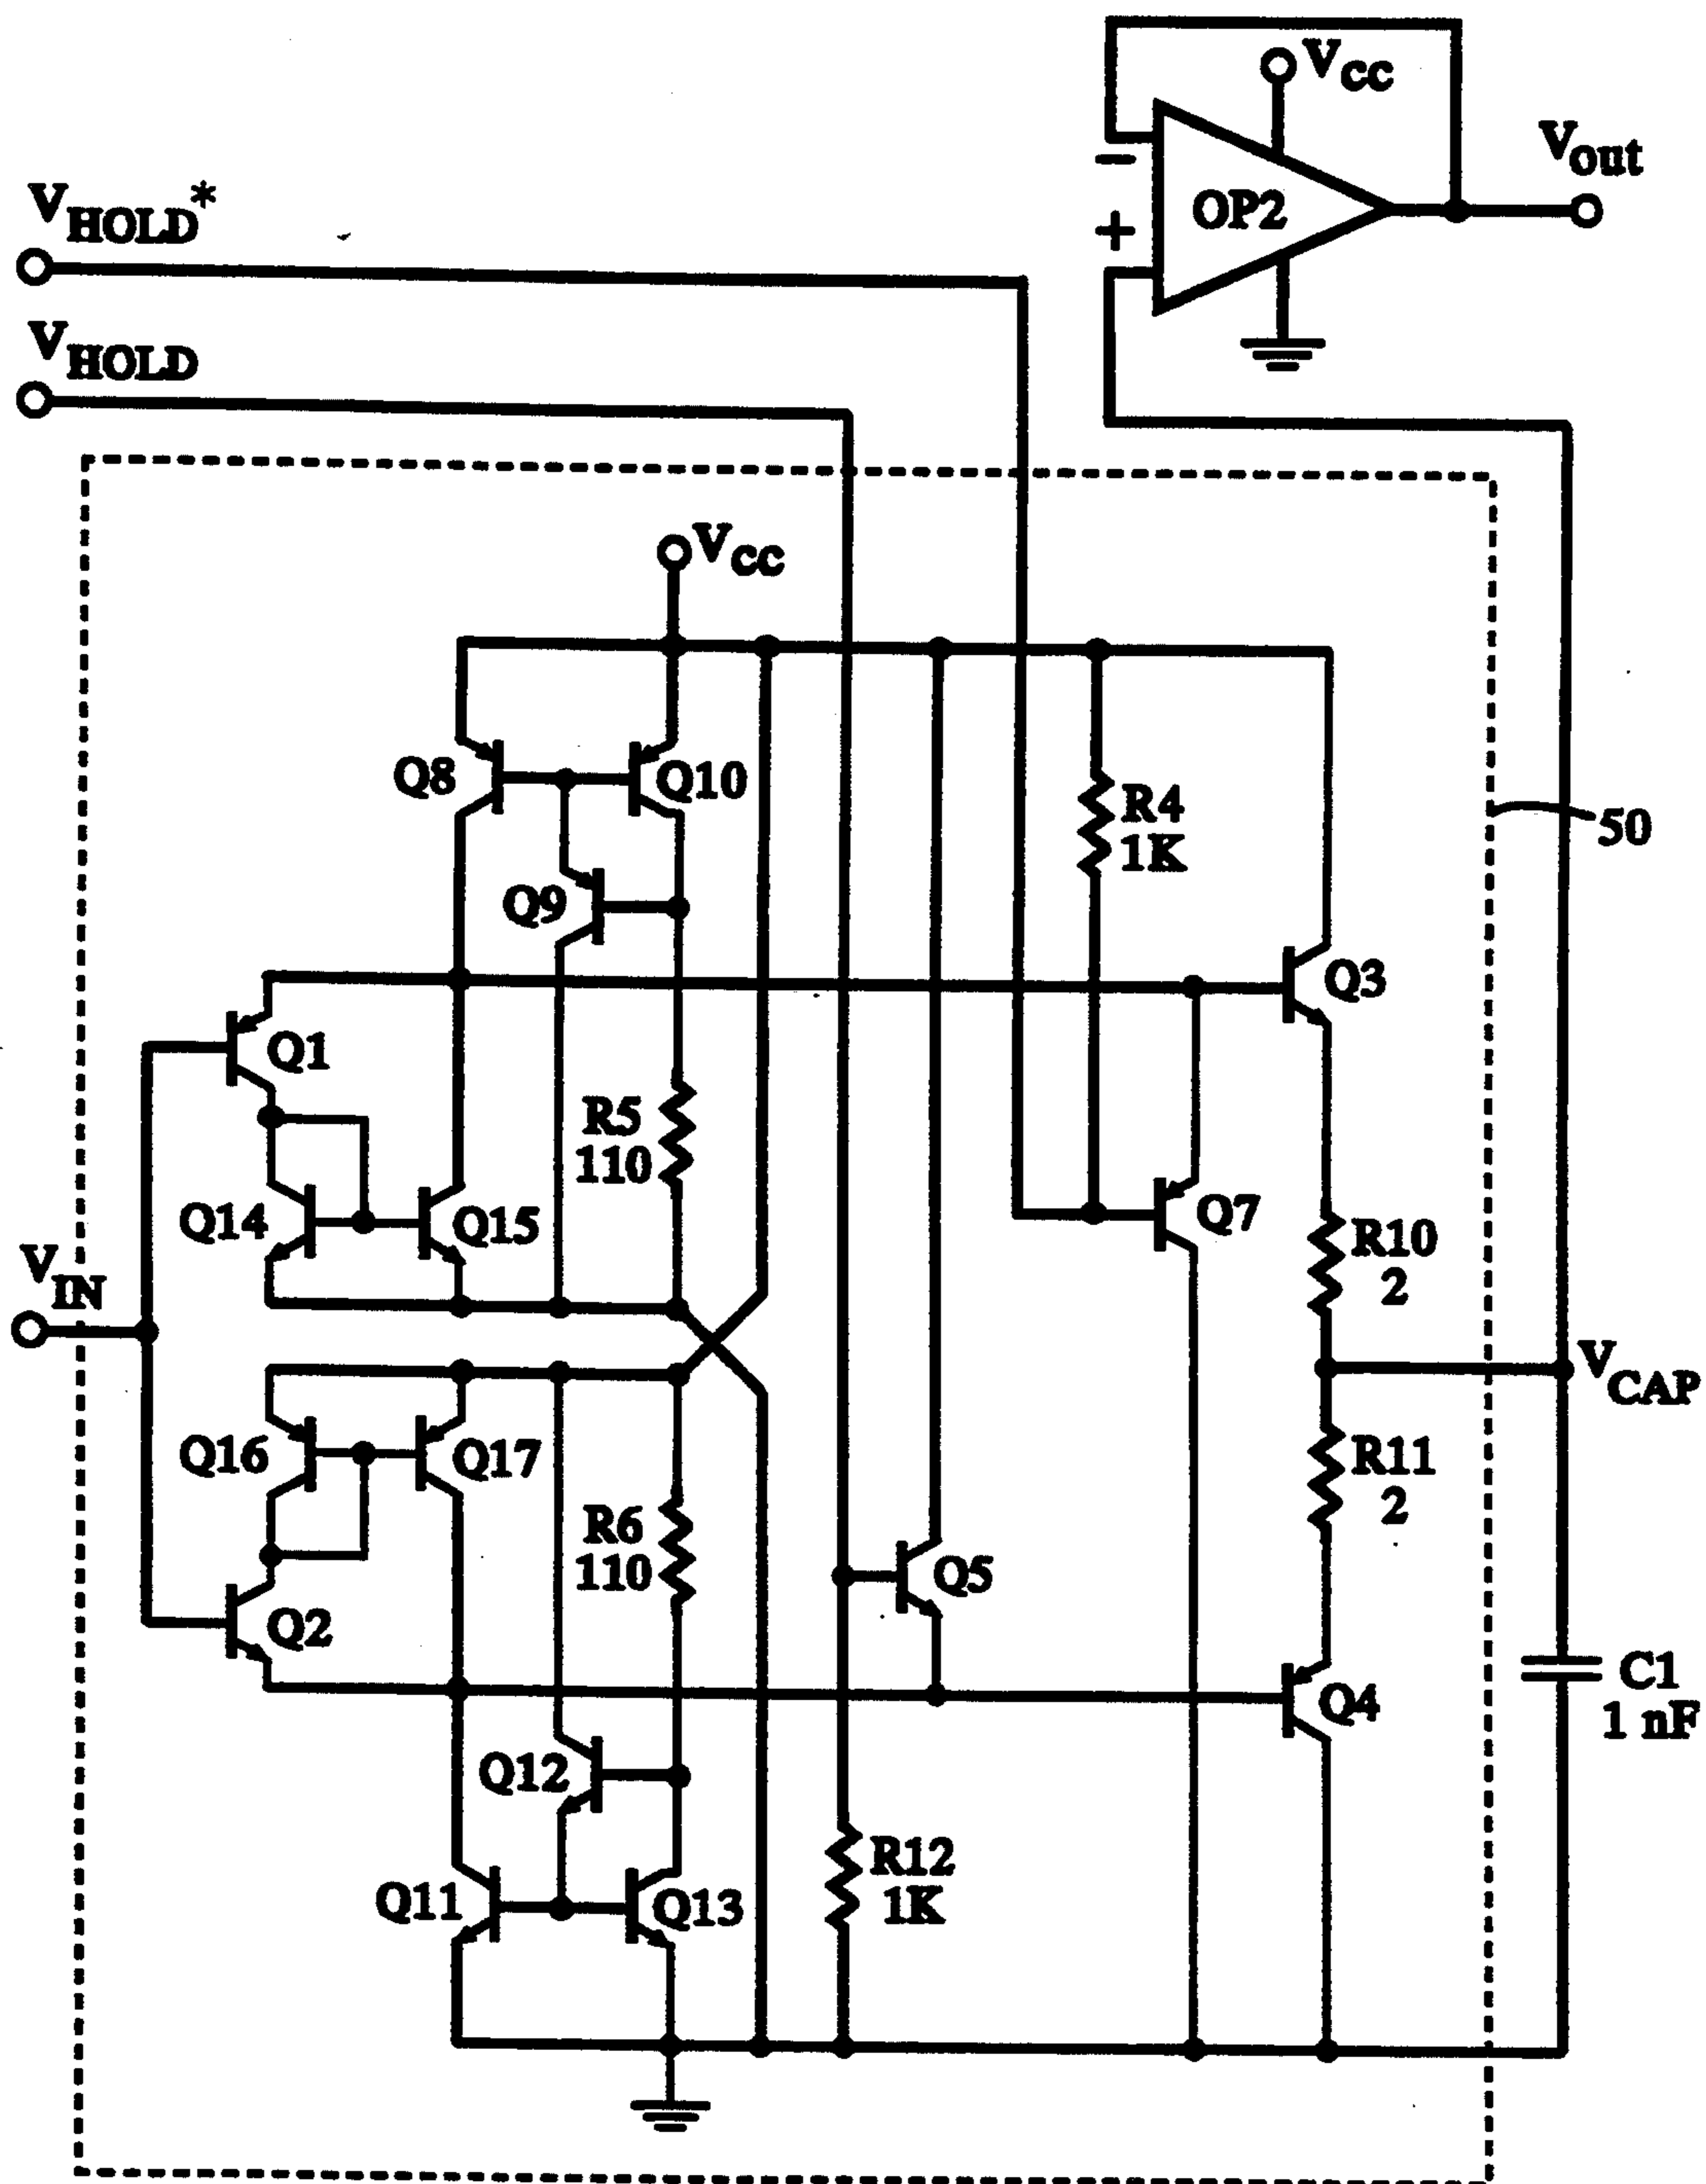 VCC
Vout
−
OP2
+
VHOLD*
VHOLD
VCC
Q8
Q10
R4
1K
50
Q9
Q3
Q1
R5
110
Q14
Q15
Q7
R10
2
VIN
VCAP
Q16
Q17
R11
2
R6
110
Q5
Q2
C1
1 nF
Q4
Q12
R12
1K
Q11
Q13